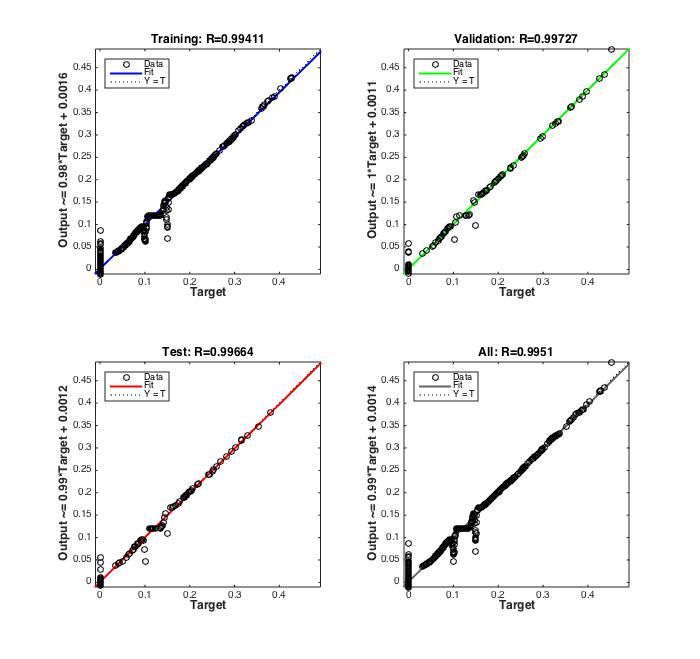 Training: R=0.99411
Output ~= 0.98*Target + 0.0016
Data
Fit
Y = T
0.45
0.4
0.35
0.3
0.25
0.2
0.15
0.1
0.05
0
0 0.1 0.2 0.3 0.4
Target
Validation: R=0.99727
Output ~= 1*Target + 0.0011
Data
Fit
Y = T
0.45
0.4
0.35
0.3
0.25
0.2
0.15
0.1
0.05
0
0 0.1 0.2 0.3 0.4
Target
Test: R=0.99664
Output ~= 0.99*Target + 0.0012
Data
Fit
Y = T
0.45
0.4
0.35
0.3
0.25
0.2
0.15
0.1
0.05
0
0 0.1 0.2 0.3 0.4
Target
All: R=0.9951
Output ~= 0.99*Target + 0.0014
Data
Fit
Y = T
0.45
0.4
0.35
0.3
0.25
0.2
0.15
0.1
0.05
0
0 0.1 0.2 0.3 0.4
Target